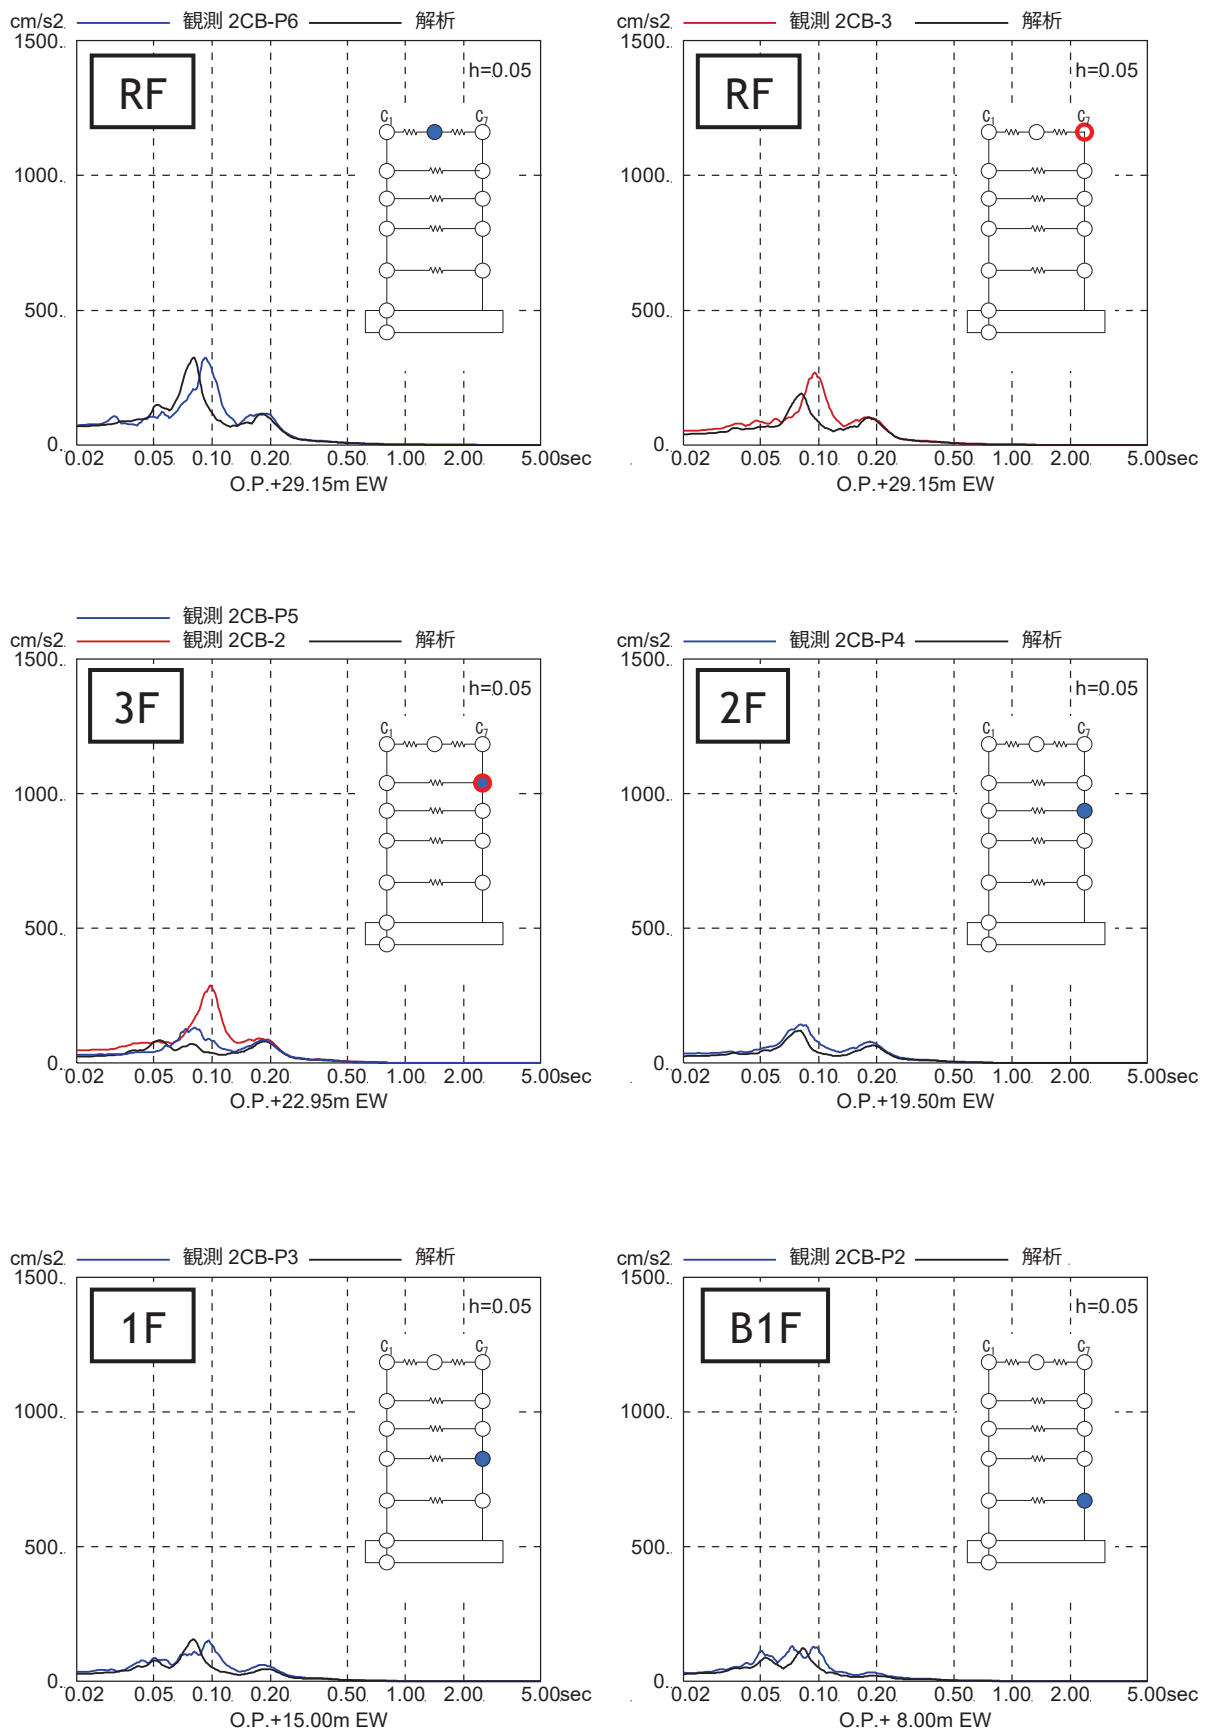 cm/s2 観測 2CB-P6 解析
1500.
RF
h=0.05
C1 C7
1000.
500.
0.
0.02 0.05 0.10 0.20 0.50 1.00 2.00 5.00sec
O.P.+29.15m EW
cm/s2 観測 2CB-3 解析
1500.
RF
h=0.05
C1 C7
1000.
500.
0.
0.02 0.05 0.10 0.20 0.50 1.00 2.00 5.00sec
O.P.+29.15m EW
観測 2CB-P5
cm/s2 観測 2CB-2 解析
1500.
3F
h=0.05
C1 C7
1000.
500.
0.
0.02 0.05 0.10 0.20 0.50 1.00 2.00 5.00sec
O.P.+22.95m EW
cm/s2 観測 2CB-P4 解析
1500.
2F
h=0.05
C1 C7
1000.
500.
0.
0.02 0.05 0.10 0.20 0.50 1.00 2.00 5.00sec
O.P.+19.50m EW
cm/s2 観測 2CB-P3 解析
1500.
1F
h=0.05
C1 C7
1000.
500.
0.
0.02 0.05 0.10 0.20 0.50 1.00 2.00 5.00sec
O.P.+15.00m EW
cm/s2 観測 2CB-P2 解析
1500.
B1F
h=0.05
C1 C7
1000.
500.
0.
0.02 0.05 0.10 0.20 0.50 1.00 2.00 5.00sec
O.P.+ 8.00m EW